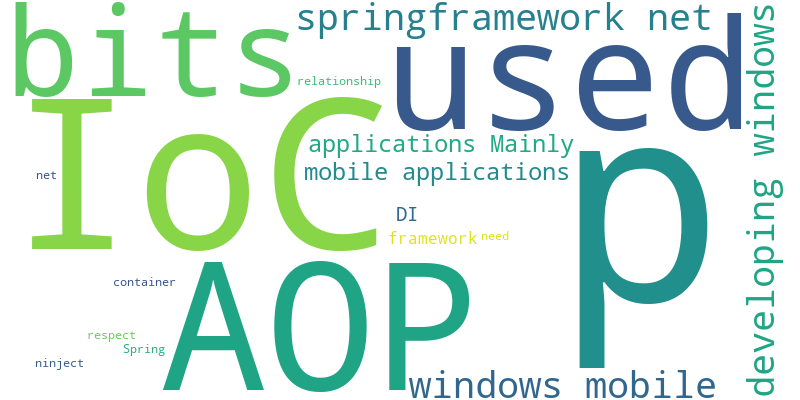 bits
springframework net
used
developing windows
relationship
IoC
applications Mainly
mobile applications
p
net
DI
framework
need
AOP
container
respect
Spring
ninject
windows mobile